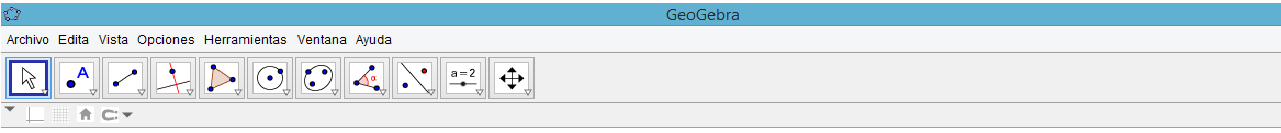 GeoGebra
Archivo Edita Vista Opciones Herramientas Ventana Ayuda
A α a=2